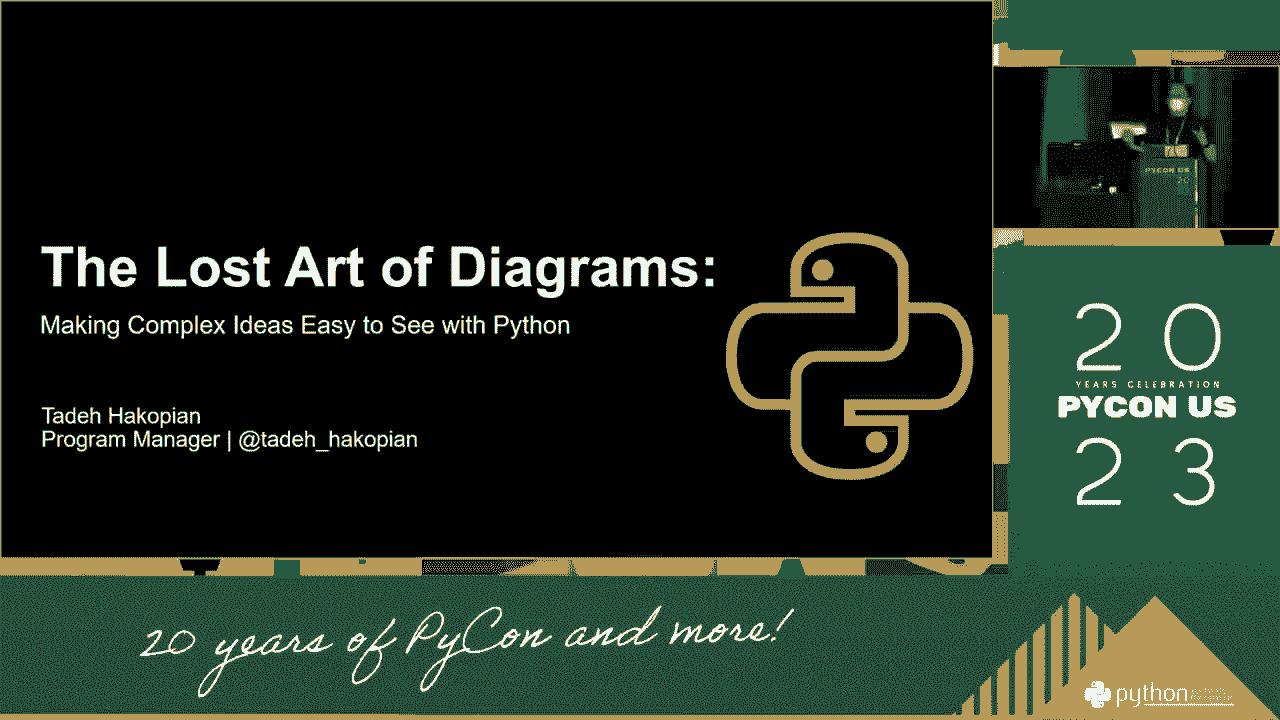 The Lost Art of Diagrams:
Making Complex Ideas Easy to See with Python
Tadeh Hakopian
Program Manager | @tadeh_hakopian
PYCON US
20
20
YEARS CELEBRATION
PYCON US
23
20 years of PyCon and more!
python